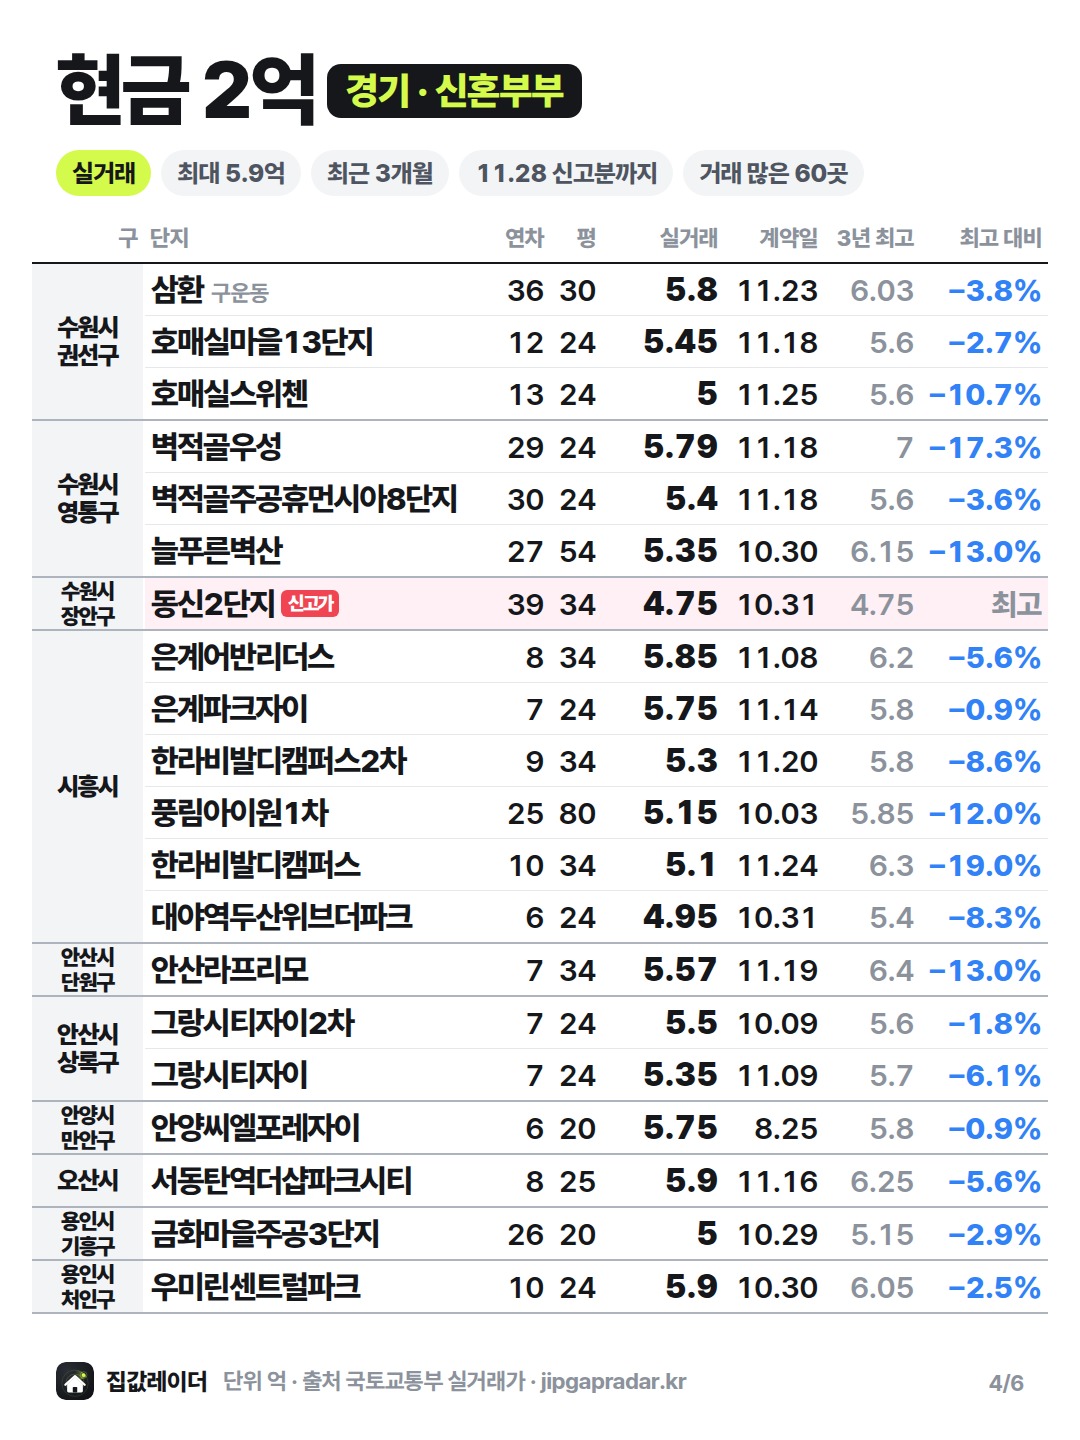 현금 2억 경기·신혼부부
실거래 최대 5.9억 최근 3개월 11.28 신고분까지 거래 많은 60곳
구 단지 연차 평 실거래 계약일 3년 최고 최고 대비
수원시 권선구
삼환 구운동 36 30 5.8 11.23 6.03 −3.8%
호매실마을13단지 12 24 5.45 11.18 5.6 −2.7%
호매실스위첸 13 24 5 11.25 5.6 −10.7%
수원시 영통구
벽적골우성 29 24 5.79 11.18 7 −17.3%
벽적골주공휴먼시아8단지 30 24 5.4 11.18 5.6 −3.6%
늘푸른벽산 27 54 5.35 10.30 6.15 −13.0%
수원시 장안구
동신2단지 신고가 39 34 4.75 10.31 4.75 최고
시흥시
은계어반리더스 8 34 5.85 11.08 6.2 −5.6%
은계파크자이 7 24 5.75 11.14 5.8 −0.9%
한라비발디캠퍼스2차 9 34 5.3 11.20 5.8 −8.6%
풍림아이원1차 25 80 5.15 10.03 5.85 −12.0%
한라비발디캠퍼스 10 34 5.1 11.24 6.3 −19.0%
대야역두산위브더파크 6 24 4.95 10.31 5.4 −8.3%
안산시 단원구
안산라프리모 7 34 5.57 11.19 6.4 −13.0%
안산시 상록구
그랑시티자이2차 7 24 5.5 10.09 5.6 −1.8%
그랑시티자이 7 24 5.35 11.09 5.7 −6.1%
안양시 만안구
안양씨엘포레자이 6 20 5.75 8.25 5.8 −0.9%
오산시
서동탄역더샵파크시티 8 25 5.9 11.16 6.25 −5.6%
용인시 기흥구
금화마을주공3단지 26 20 5 10.29 5.15 −2.9%
용인시 처인구
우미린센트럴파크 10 24 5.9 10.30 6.05 −2.5%
집값레이더 단위 억 · 출처 국토교통부 실거래가 · jipgapradar.kr 4/6